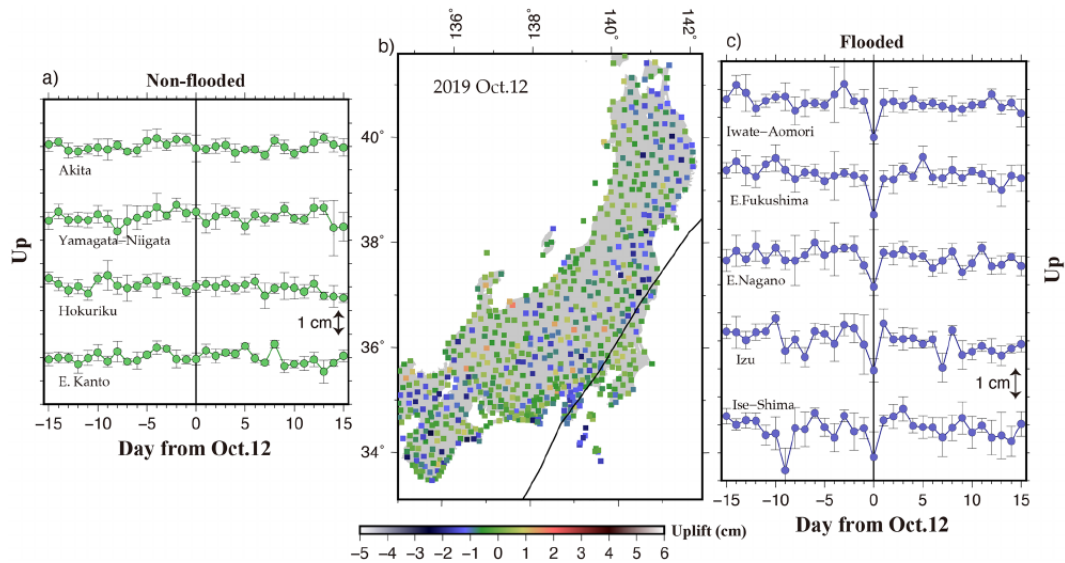 a)
Non-flooded
Akita
Yamagata–Niigata
Hokuriku
1 cm
E. Kanto
Up
−15 −10 −5 0 5 10 15
Day from Oct.12
b)
136° 138° 140° 142°
2019 Oct.12
40°
38°
36°
34°
−5 −4 −3 −2 −1 0 1 2 3 4 5 6
Uplift (cm)
c)
Flooded
Iwate–Aomori
E.Fukushima
E.Nagano
Izu
1 cm
Ise–Shima
Up
−15 −10 −5 0 5 10 15
Day from Oct.12